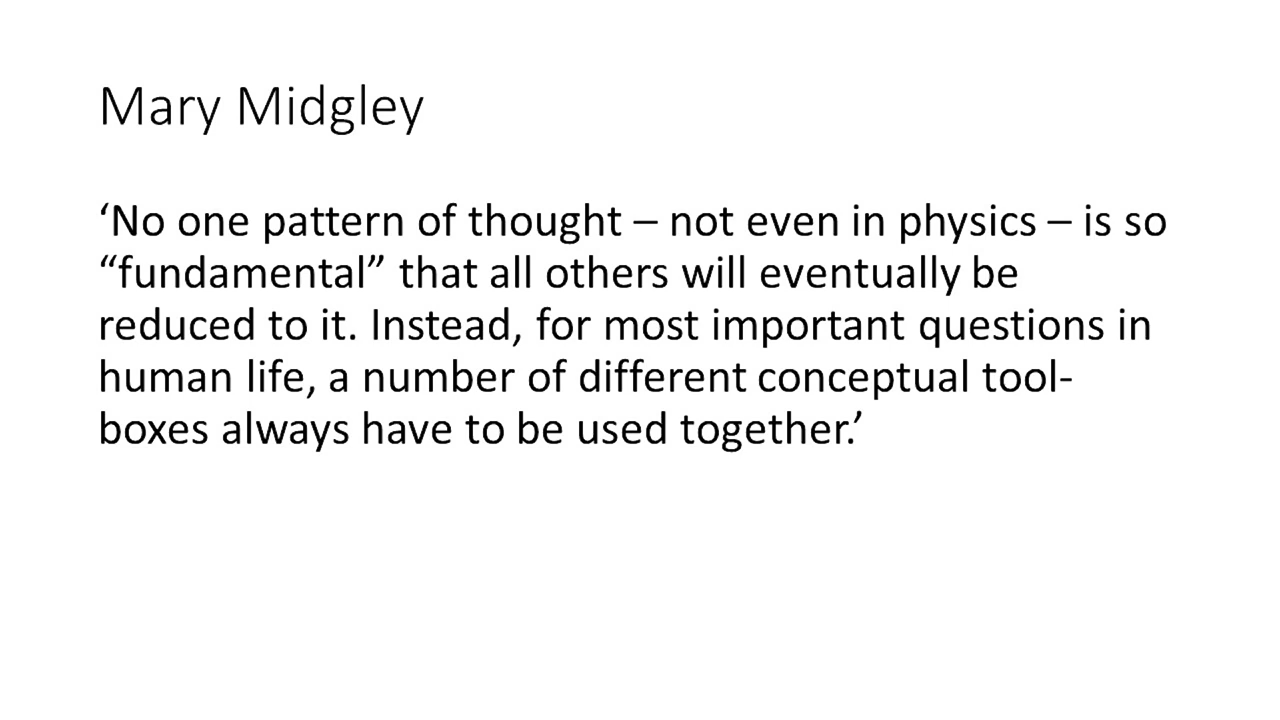 Mary Midgley
‘No one pattern of thought – not even in physics – is so
“fundamental” that all others will eventually be
reduced to it. Instead, for most important questions in
human life, a number of different conceptual tool-
boxes always have to be used together.’